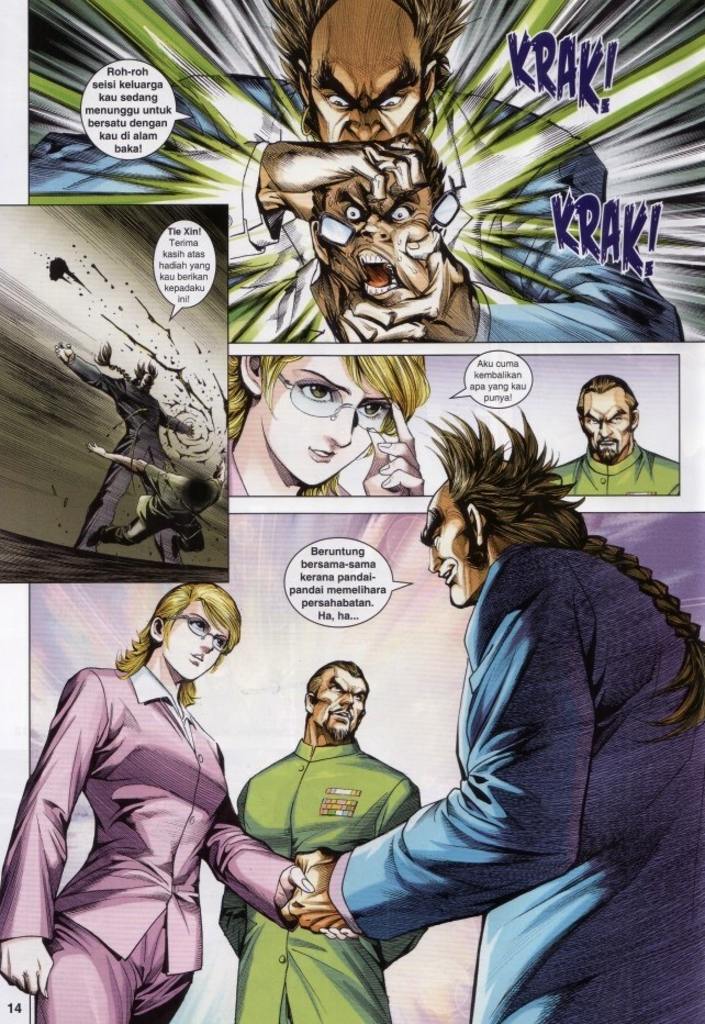 Roh-roh
seisi keluarga
kau sedang
menunggu untuk
bersatu dengan
kau di alam
baka!
KRAK!
KRAK!
Tie Xin!
Terima
kasih atas
hadiah yang
kau berikan
kepadaku
ini!
Aku cuma
kembalikan
apa yang kau
punya!
Beruntung
bersama-sama
kerana pandai-
pandai memelihara
persahabatan.
Ha, ha...
14